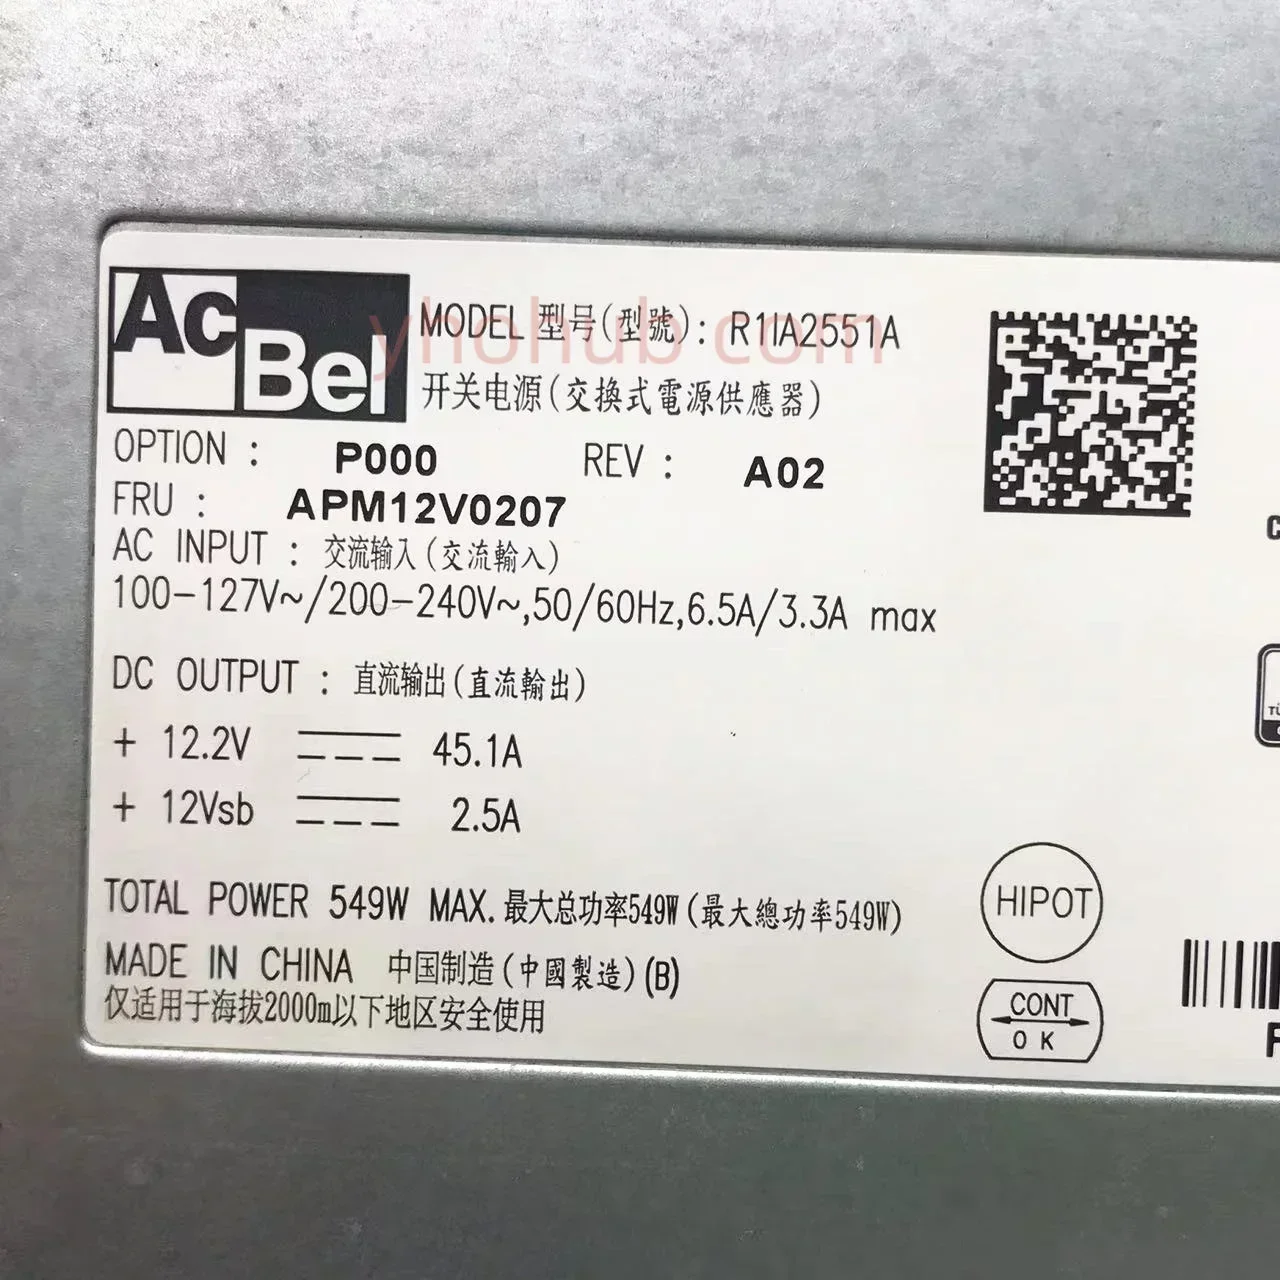 AcBel
MODEL 型号(型號): R1IA2551A
开关电源(交換式電源供應器)
yhohub.com
OPTION : P000 REV : A02
FRU : APM12V0207
AC INPUT : 交流输入(交流輸入)
100-127V~/200-240V~,50/60Hz,6.5A/3.3A max
DC OUTPUT : 直流输出(直流輸出)
+ 12.2V 45.1A
+ 12Vsb 2.5A
TOTAL POWER 549W MAX.最大总功率549W(最大總功率549W)
MADE IN CHINA 中国制造(中國製造)(B)
仅适用于海拔2000m以下地区安全使用
HIPOT
CONT
OK